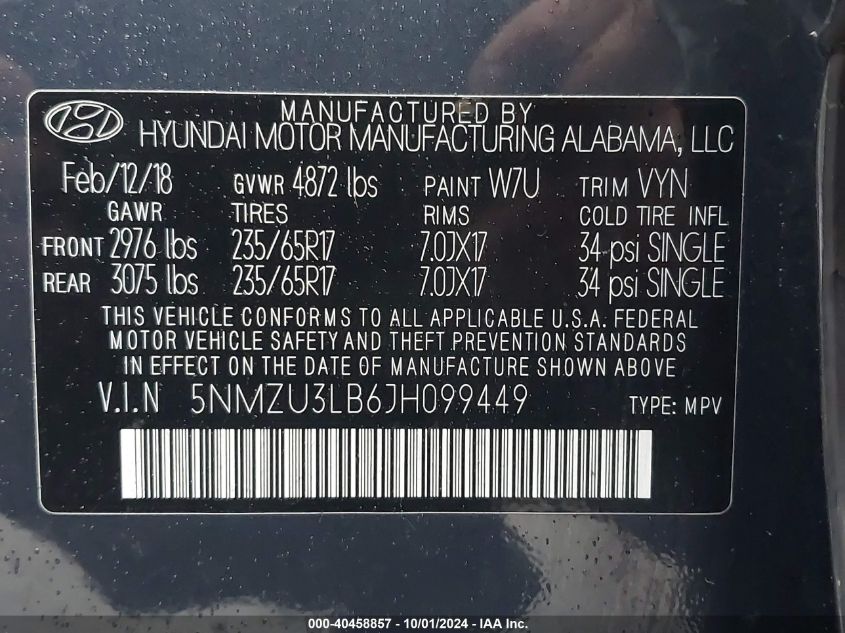 MANUFACTURED BY
HYUNDAI MOTOR MANUFACTURING ALABAMA, LLC
Feb/12/18 GVWR 4872 lbs PAINT W7U TRIM VYN
GAWR TIRES RIMS COLD TIRE INFL
FRONT 2976 lbs 235/65R17 7.0JX17 34 psi SINGLE
REAR 3075 lbs 235/65R17 7.0JX17 34 psi SINGLE
THIS VEHICLE CONFORMS TO ALL APPLICABLE U.S.A. FEDERAL
MOTOR VEHICLE SAFETY AND THEFT PREVENTION STANDARDS
IN EFFECT ON THE DATE OF MANUFACTURE SHOWN ABOVE
V.I.N 5NMZU3LB6JH099449 TYPE: MPV
000-40458857 - 10/01/2024 - IAA Inc.